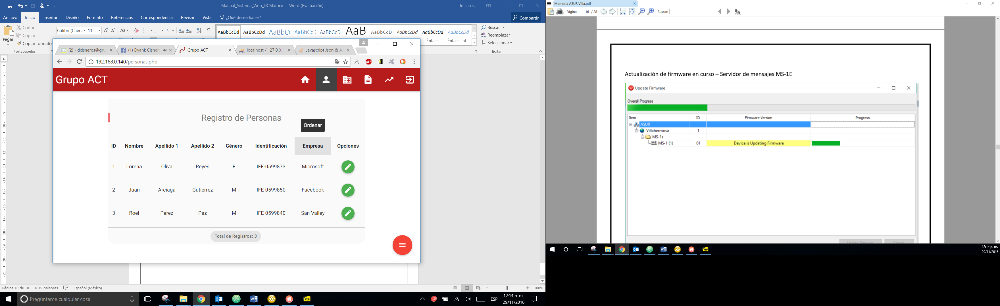 Manual_Sistema_Web_DCM.docx - Word (Evaluación)
Inic. ses.
Archivo Inicio Insertar Diseño Formato Referencias Correspondencia Revisar Vista ¿Qué desea hacer?
Compartir
Pegar
Cortar
Copiar
Copiar formato
Portapapeles
Calibri (Cuerp 11
Aa
AaBbCcDd AaBbCcDd AaBbC AaBbCcD AaBbCcD AaB AaBbCcD AaBbCcDd AaBbCcDd AaBbCcDd
Énfasis Énfasis int...
Buscar
Reemplazar
Seleccionar
Editar
(2) - dcisneros@gru
(1) Dyank Cisner
Grupo ACT
localhost / 127.0.0.1
Javascript Json & A
192.168.0.140/personas.php
ABP
Grupo ACT
Registro de Personas
Ordenar
ID Nombre Apellido 1 Apellido 2 Género Identificación Empresa Opciones
1 Lorena Oliva Reyes F IFE-0599873 Microsoft
2 Juan Arciaga Gutierrez M IFE-0599850 Facebook
3 Roel Perez Paz M IFE-0599840 San Valley
Total de Registros: 3
Página 10 de 10 1019 palabras Español (México)
100%
Pregúntame cualquier cosa
ESP
12:14 p. m.
29/11/2016
Memoria ASUR Villa.pdf
Página: 16 / 28
Buscar:
Actualización de firmware en curso – Servidor de mensajes MS-1E
Update Firmware
Overall Progress
Item ID Firmware Version Progress
ASUR
Villahermosa 1
MS-1s
MS MS-1 (1) 01 Device is Updating Firmware
Update Firmware Cancel
12:14 p. m.
29/11/2016